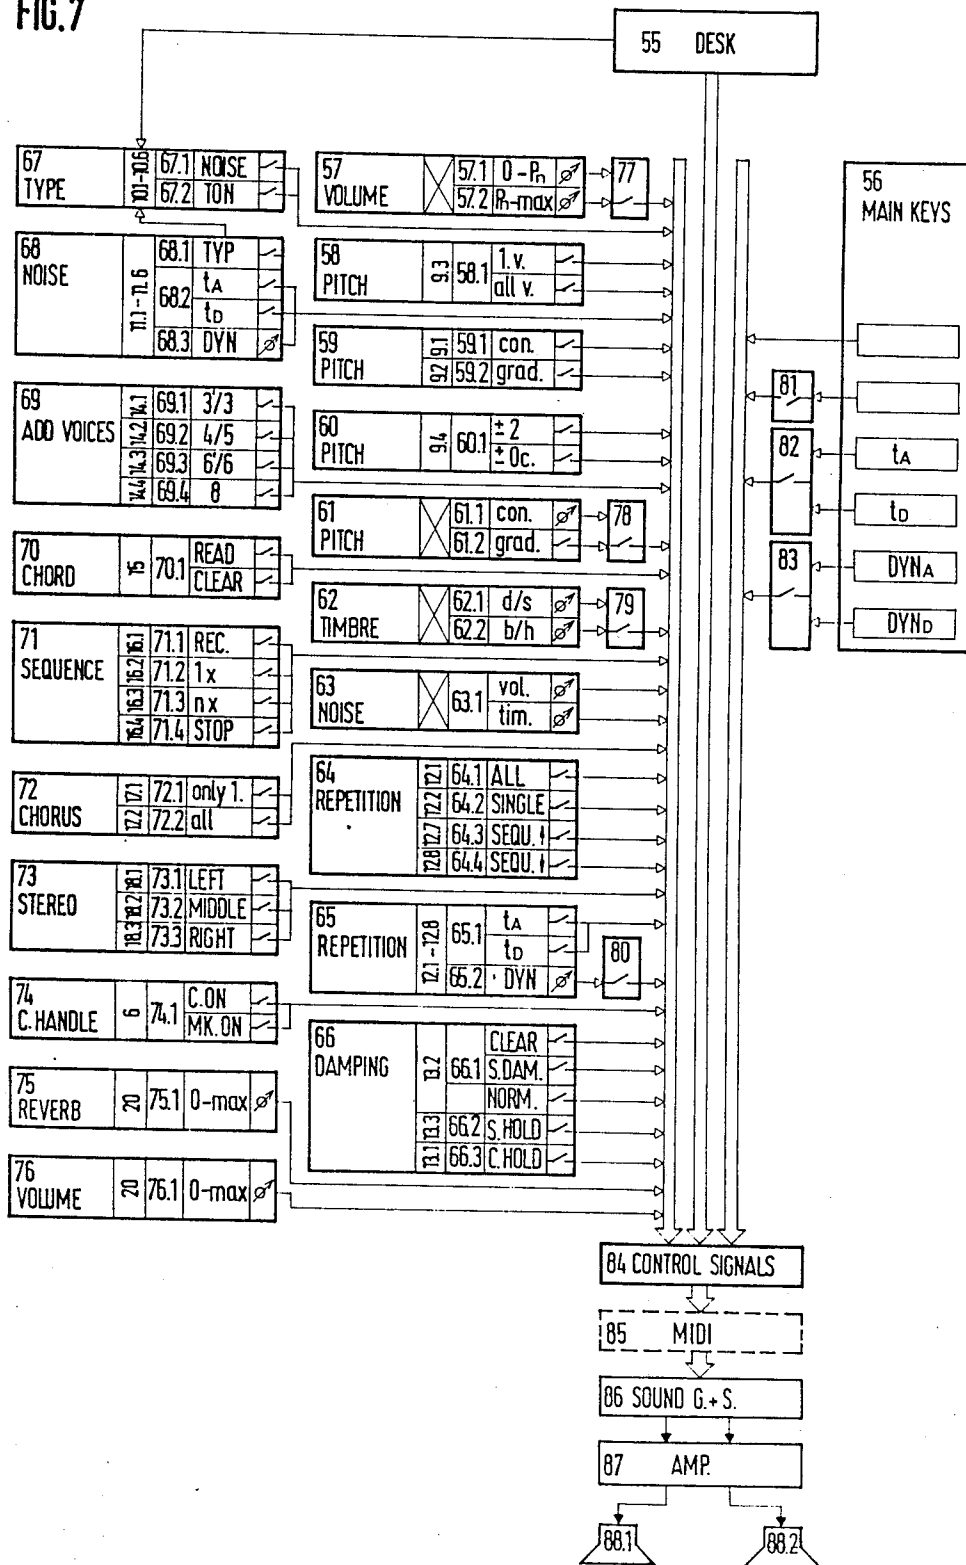 FIG.7
55 DESK
67 TYPE
10.1-10.6
67.1 NOISE
67.2 TON
68 NOISE
11.1-11.6
68.1 TYP
68.2 tA
tD
68.3 DYN
69 ADD VOICES
14.1 69.1 3'/3
14.2 69.2 4/5
14.3 69.3 6'/6
14.4 69.4 8
70 CHORD
15 70.1 READ
CLEAR
71 SEQUENCE
16.1 71.1 REC.
16.2 71.2 1x
16.3 71.3 nx
16.4 71.4 STOP
72 CHORUS
17.1 72.1 only 1.
17.2 72.2 all
73 STEREO
18.1 73.1 LEFT
18.2 73.2 MIDDLE
18.3 73.3 RIGHT
74 C.HANDLE
6 74.1 C.ON
MK.ON
75 REVERB
20 75.1 0-max
76 VOLUME
20 76.1 0-max
57 VOLUME
57.1 0-Pn
57.2 Pn-max
77
58 PITCH
9.3 58.1 1.v.
all v.
59 PITCH
9.1 59.1 con.
9.2 59.2 grad.
60 PITCH
9.4 60.1 ±2
±Oc.
61 PITCH
61.1 con.
61.2 grad.
78
62 TIMBRE
62.1 d/s
62.2 b/h
79
63 NOISE
63.1 vol.
tim.
64 REPETITION
12.1 64.1 ALL
12.2 64.2 SINGLE
12.7 64.3 SEQU.
12.8 64.4 SEQU.
65 REPETITION
12.1-12.8
65.1 tA
tD
65.2 DYN
80
66 DAMPING
13.2 66.1 CLEAR
S.DAM.
NORM.
13.3 66.2 S.HOLD
13.1 66.3 C.HOLD
56
MAIN KEYS
81
82
tA
tD
83
DYNA
DYND
84 CONTROL SIGNALS
85 MIDI
86 SOUND G.+S.
87 AMP.
88.1
88.2